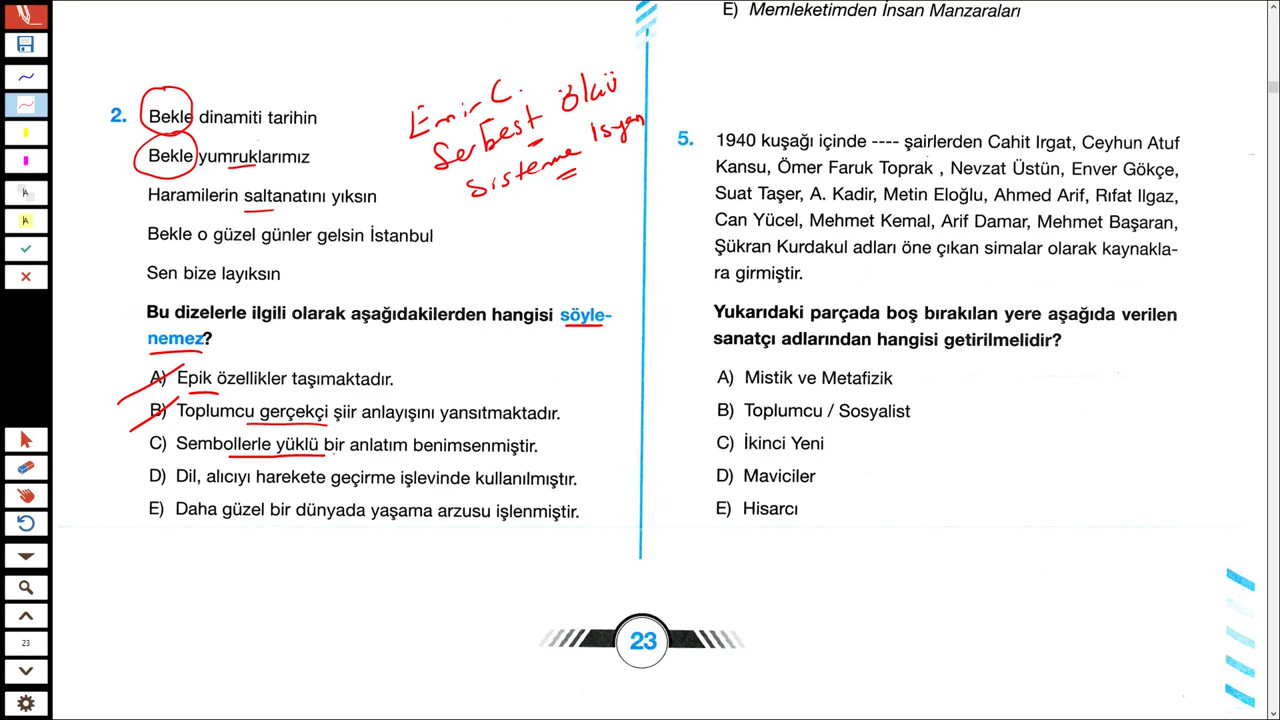 E) Memleketimden İnsan Manzaraları
2. Bekle dinamiti tarihin
Bekle yumruklarımız
Haramilerin saltanatını yıksın
Bekle o güzel günler gelsin İstanbul
Sen bize layıksın
Emir C.
Serbest Ölçü
Sisteme isyan
Bu dizelerle ilgili olarak aşağıdakilerden hangisi söyle-
nemez?
A) Epik özellikler taşımaktadır.
B) Toplumcu gerçekçi şiir anlayışını yansıtmaktadır.
C) Sembollerle yüklü bir anlatım benimsenmiştir.
D) Dil, alıcıyı harekete geçirme işlevinde kullanılmıştır.
E) Daha güzel bir dünyada yaşama arzusu işlenmiştir.
5. 1940 kuşağı içinde ---- şairlerden Cahit Irgat, Ceyhun Atuf
Kansu, Ömer Faruk Toprak , Nevzat Üstün, Enver Gökçe,
Suat Taşer, A. Kadir, Metin Eloğlu, Ahmed Arif, Rıfat Ilgaz,
Can Yücel, Mehmet Kemal, Arif Damar, Mehmet Başaran,
Şükran Kurdakul adları öne çıkan simalar olarak kaynakla-
ra girmiştir.
Yukarıdaki parçada boş bırakılan yere aşağıda verilen
sanatçı adlarından hangisi getirilmelidir?
A) Mistik ve Metafizik
B) Toplumcu / Sosyalist
C) İkinci Yeni
D) Maviciler
E) Hisarcı
23
23